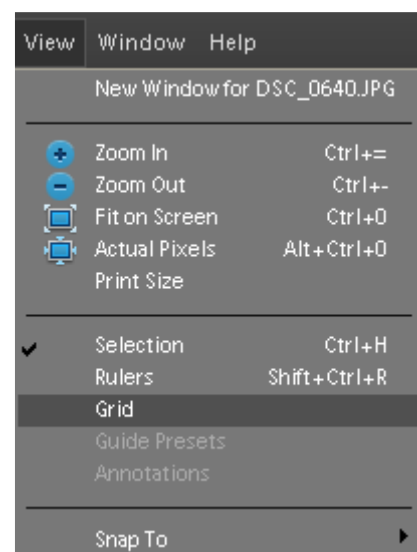 View Window Help
New Window for DSC_0640.JPG
Zoom In Ctrl+=
Zoom Out Ctrl+-
Fit on Screen Ctrl+0
Actual Pixels Alt+Ctrl+0
Print Size
Selection Ctrl+H
Rulers Shift+Ctrl+R
Grid
Guide Presets
Annotations
Snap To